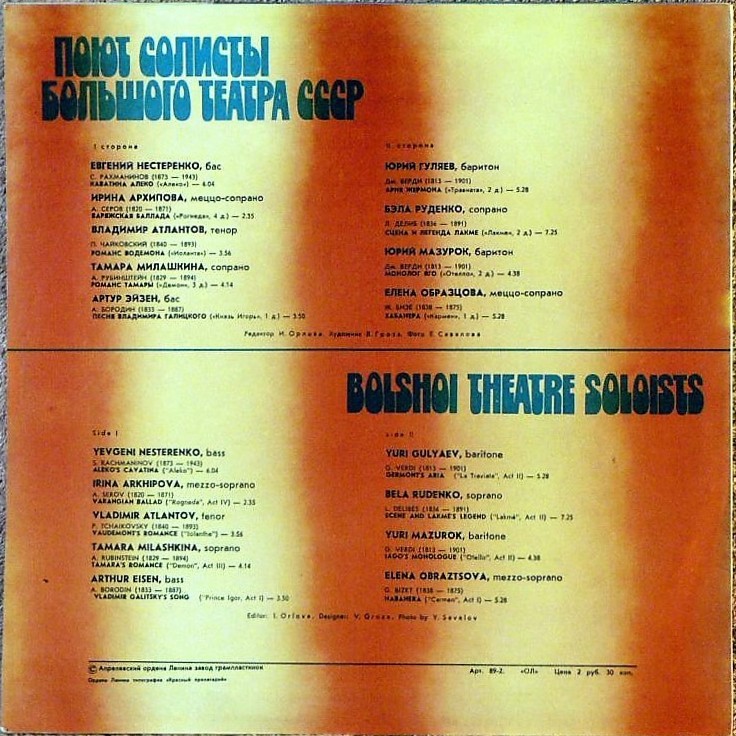 ПОЮТ СОЛИСТЫ
БОЛЬШОГО ТЕАТРА СССР
I сторона
ЕВГЕНИЙ НЕСТЕРЕНКО, бас
С. РАХМАНИНОВ (1873 — 1943)
КАВАТИНА АЛЕКО («Алеко») — 6.04
ИРИНА АРХИПОВА, меццо-сопрано
А. СЕРОВ (1820 — 1871)
ВАРЯЖСКАЯ БАЛЛАДА («Рогнеда», 4 д.) — 2.35
ВЛАДИМИР АТЛАНТОВ, тенор
П. ЧАЙКОВСКИЙ (1840 — 1893)
РОМАНС ВОДЕМОНА («Иоланта») — 3.56
ТАМАРА МИЛАШКИНА, сопрано
А. РУБИНШТЕЙН (1829 — 1894)
РОМАНС ТАМАРЫ («Демон», 3 д.) — 4.14
АРТУР ЭЙЗЕН, бас
А. БОРОДИН (1833 — 1887)
ПЕСНЯ ВЛАДИМИРА ГАЛИЦКОГО («Князь Игорь», 1 д.) — 3.50
II сторона
ЮРИЙ ГУЛЯЕВ, баритон
Дж. ВЕРДИ (1813 — 1901)
АРИЯ ЖЕРМОНА («Травиата», 2 д.) — 5.28
БЭЛА РУДЕНКО, сопрано
Л. ДЕЛИБ (1836 — 1891)
СЦЕНА И ЛЕГЕНДА ЛАКМЕ («Лакме», 2 д.) — 7.25
ЮРИЙ МАЗУРОК, баритон
Дж. ВЕРДИ (1813 — 1901)
МОНОЛОГ ЯГО («Отелло», 2 д.) — 4.38
ЕЛЕНА ОБРАЗЦОВА, меццо-сопрано
Ж. БИЗЕ (1838 — 1875)
ХАБАНЕРА («Кармен», 1 д.) — 5.28
Редактор И. Орлова. Художник В. Гроза. Фото Е. Савелова
BOLSHOI THEATRE SOLOISTS
Side I
YEVGENI NESTERENKO, bass
S. RACHMANINOV (1873 — 1943)
ALEKO'S CAVATINA ("Aleko") — 6.04
IRINA ARKHIPOVA, mezzo-soprano
A. SEROV (1820 — 1871)
VARANGIAN BALLAD ("Rogneda", Act IV) — 2.35
VLADIMIR ATLANTOV, tenor
P. TCHAIKOVSKY (1840 — 1893)
VAUDEMONT'S ROMANCE ("Iolanthe") — 3.56
TAMARA MILASHKINA, soprano
A. RUBINSTEIN (1829 — 1894)
TAMARA'S ROMANCE ("Demon", Act III) — 4.14
ARTHUR EISEN, bass
A. BORODIN (1833 — 1887)
VLADIMIR GALITSKY'S SONG ("Prince Igor, Act I) — 3.50
Side II
YURI GULYAEV, baritone
G. VERDI (1813 — 1901)
GERMONT'S ARIA ("La Traviata", Act II) — 5.28
BELA RUDENKO, soprano
L. DELIBES (1836 — 1891)
SCENE AND LAKMÉ'S LEGEND ("Lakmé", Act II) — 7.25
YURI MAZUROK, baritone
G. VERDI (1813 — 1901)
IAGO'S MONOLOGUE ("Otello", Act II) — 4.38
ELENA OBRAZTSOVA, mezzo-soprano
G. BIZET (1838 — 1875)
HABANERA ("Carmen", Act I) — 5.28
Editor: I. Orlova. Designer: V. Groza. Photo by Y. Savelov
© Апрелевский ордена Ленина завод грампластинок
Ордена Ленина типография «Красный пролетарий»
Арт. 89-2. «ОЛ» Цена 2 руб. 30 коп.